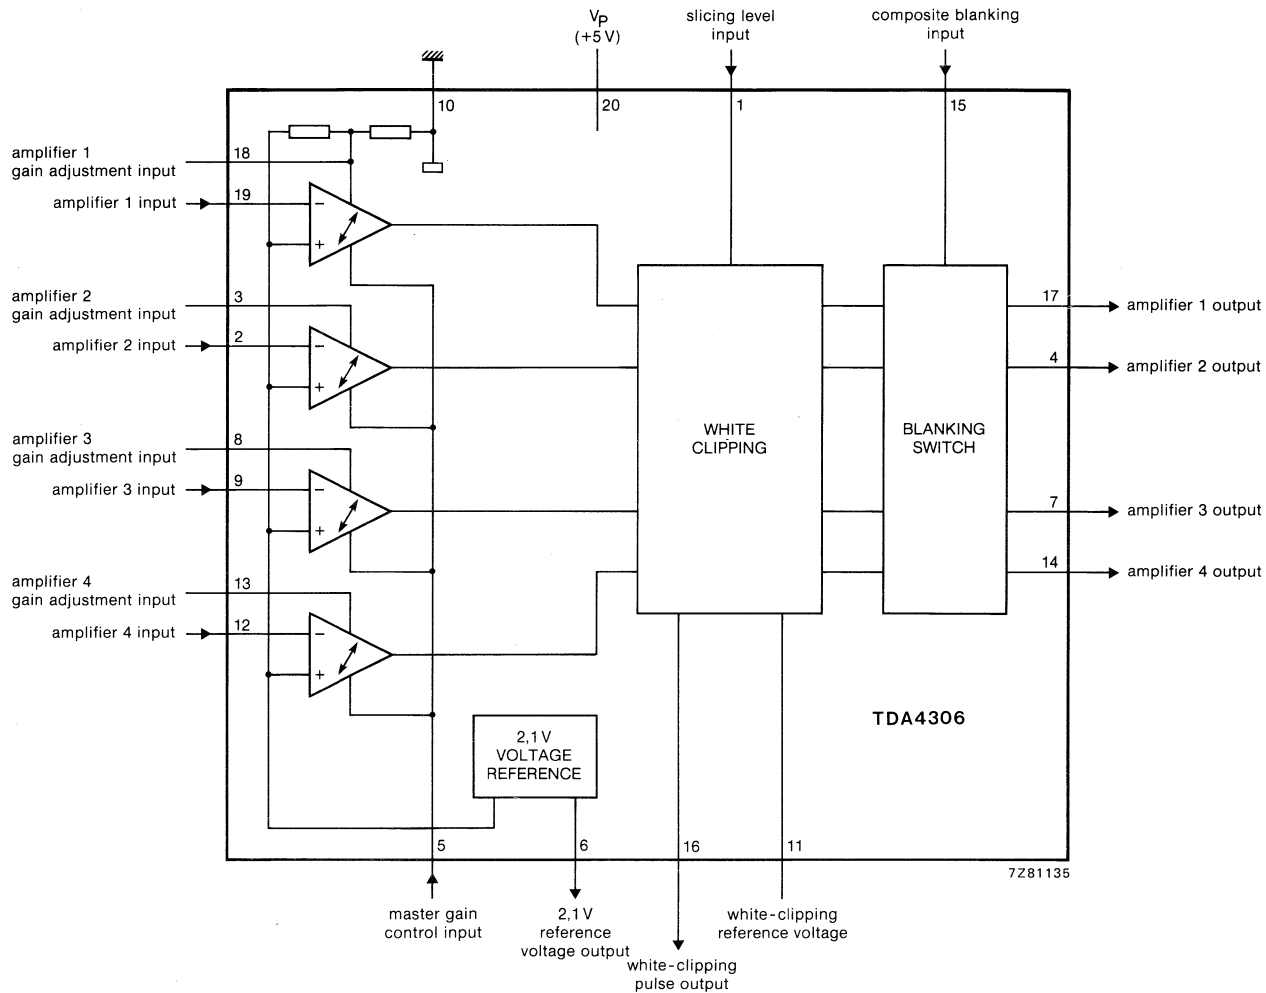 VP
(+5 V)
slicing level
input
composite blanking
input
10
20
1
15
amplifier 1
gain adjustment input
18
amplifier 1 input
19
−
+
amplifier 2
gain adjustment input
3
amplifier 2 input
2
−
+
amplifier 3
gain adjustment input
8
amplifier 3 input
9
−
+
amplifier 4
gain adjustment input
13
amplifier 4 input
12
−
+
WHITE
CLIPPING
BLANKING
SWITCH
17
amplifier 1 output
4
amplifier 2 output
7
amplifier 3 output
14
amplifier 4 output
TDA4306
2,1 V
VOLTAGE
REFERENCE
5
6
16
11
7Z81135
master gain
control input
2,1 V
reference
voltage output
white-clipping
pulse output
white-clipping
reference voltage